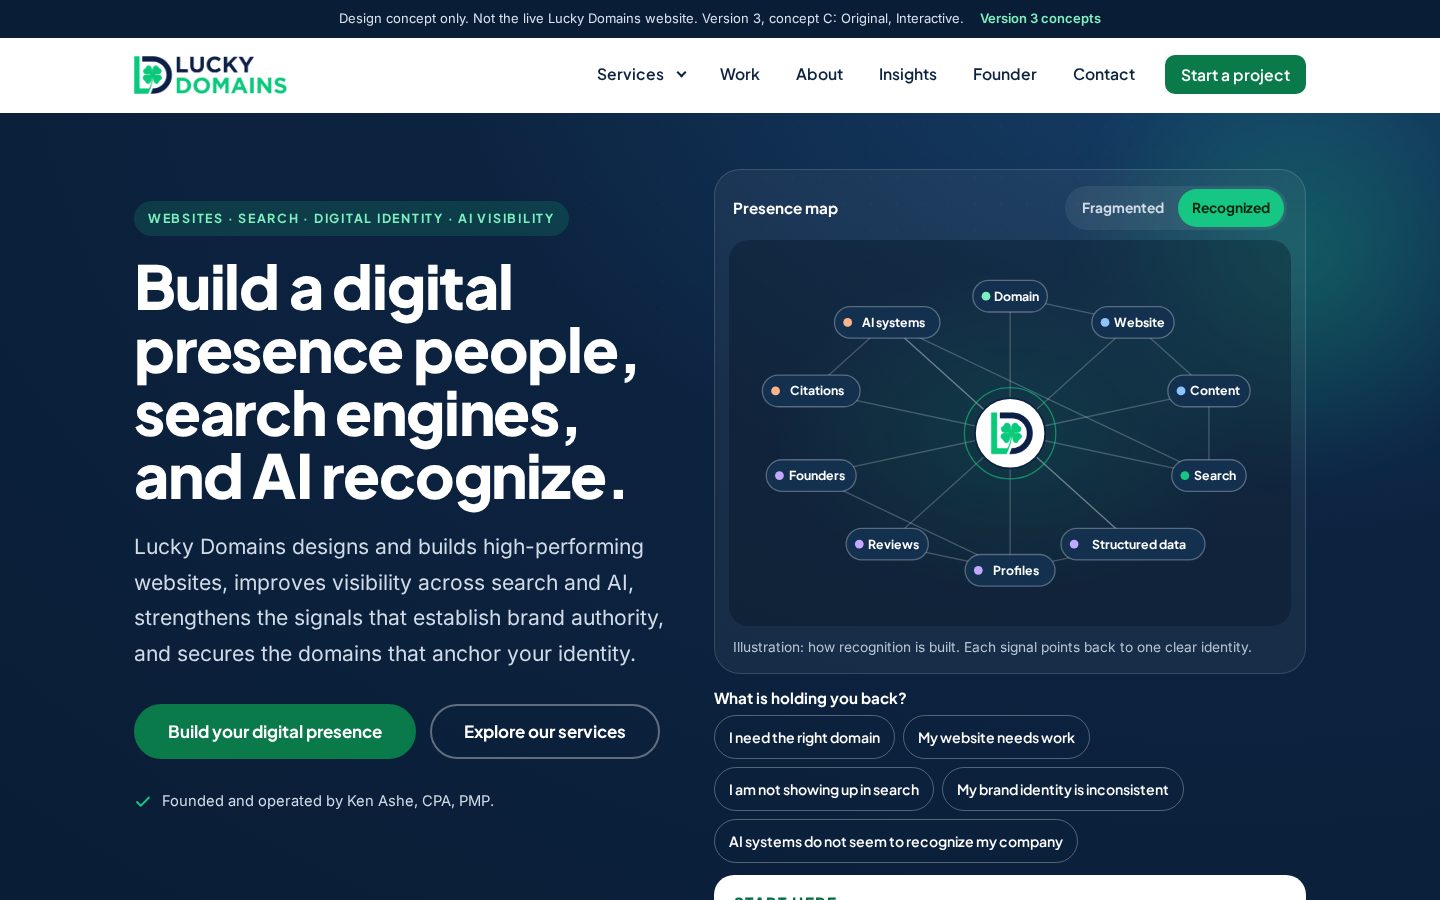 Design concept only. Not the live Lucky Domains website. Version 3, concept C: Original, Interactive. Version 3 concepts
LUCKY
DOMAINS
Services
Work
About
Insights
Founder
Contact
Start a project
WEBSITES · SEARCH · DIGITAL IDENTITY · AI VISIBILITY
Build a digital
presence people,
search engines,
and AI recognize.
Lucky Domains designs and builds high-performing
websites, improves visibility across search and AI,
strengthens the signals that establish brand authority,
and secures the domains that anchor your identity.
Build your digital presence
Explore our services
Founded and operated by Ken Ashe, CPA, PMP.
Presence map
Fragmented
Recognized
Domain
AI systems
Website
Citations
Content
Founders
Search
Reviews
Structured data
Profiles
Illustration: how recognition is built. Each signal points back to one clear identity.
What is holding you back?
I need the right domain
My website needs work
I am not showing up in search
My brand identity is inconsistent
AI systems do not seem to recognize my company
START HERE